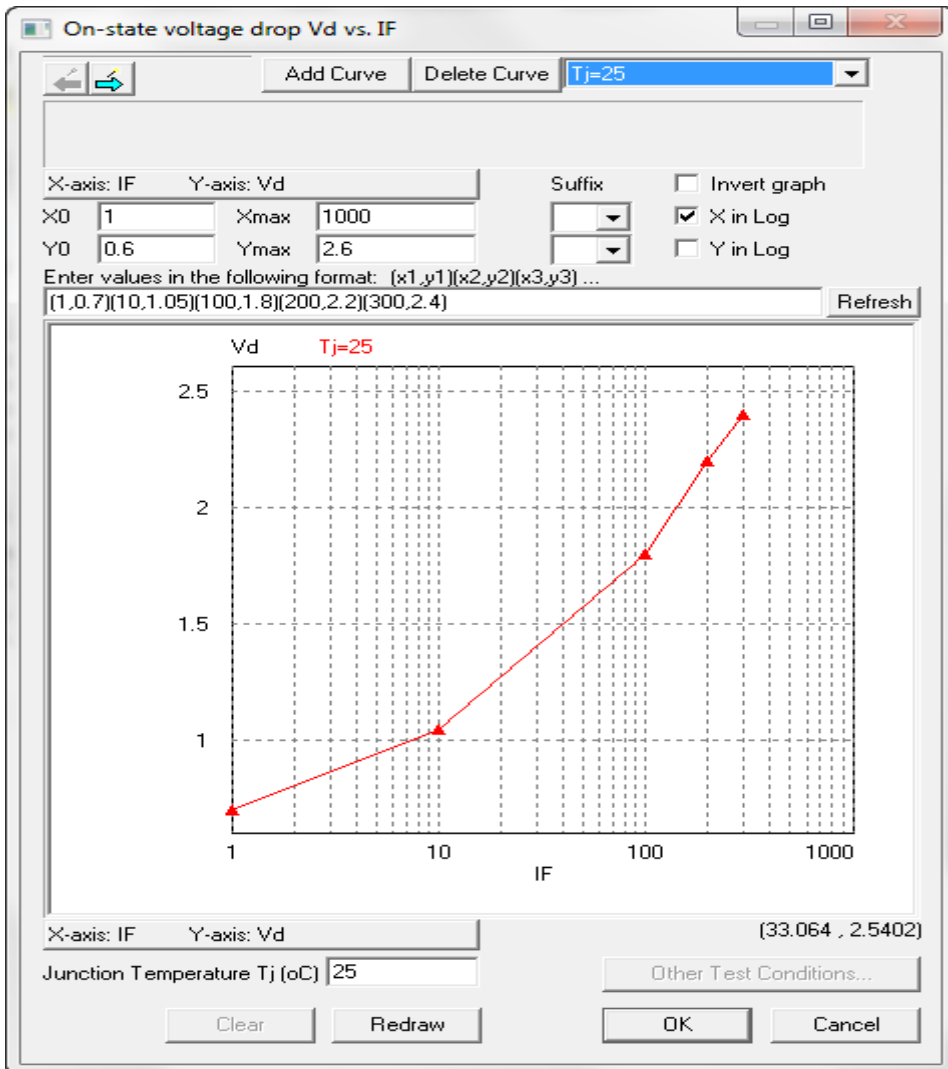 On-state voltage drop Vd vs. IF
Add Curve Delete Curve Tj=25
X-axis: IF Y-axis: Vd Suffix Invert graph
X0 1 Xmax 1000 X in Log
Y0 0.6 Ymax 2.6 Y in Log
Enter values in the following format: (x1,y1)(x2,y2)(x3,y3) ...
(1,0.7)(10,1.05)(100,1.8)(200,2.2)(300,2.4) Refresh
Vd Tj=25
2.5
2
1.5
1
1 10 100 1000
IF
X-axis: IF Y-axis: Vd (33.064 , 2.5402)
Junction Temperature Tj (oC) 25 Other Test Conditions...
Clear Redraw OK Cancel